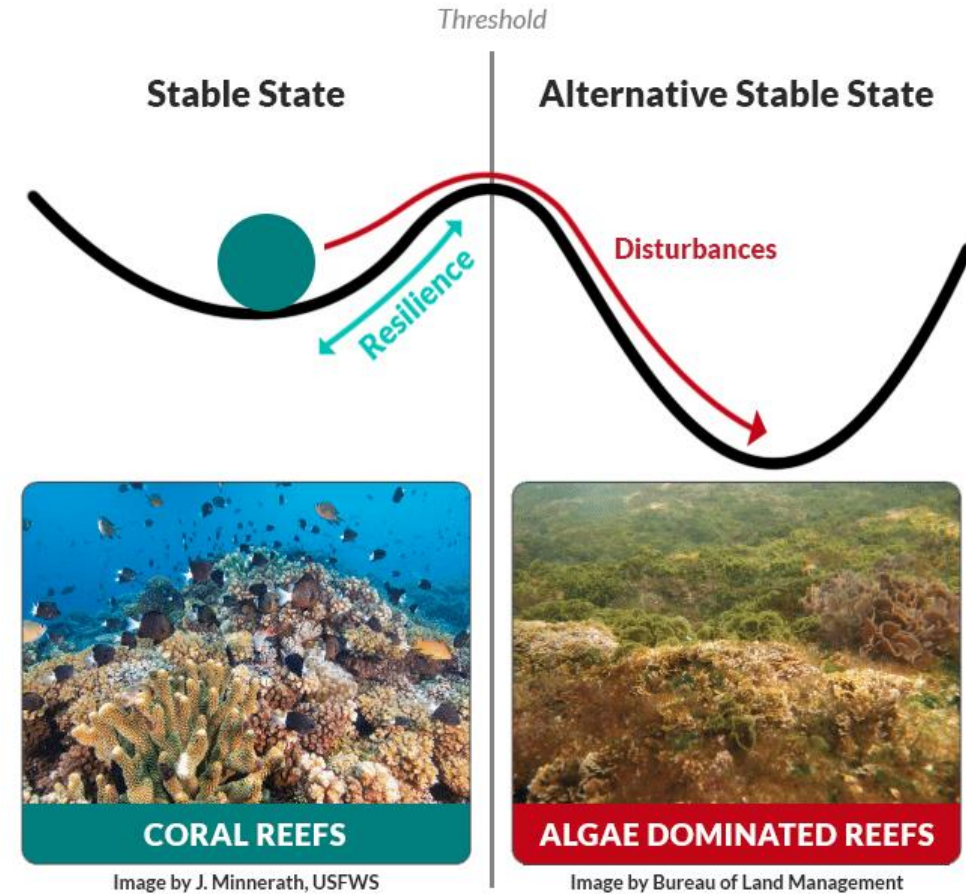 Threshold
Stable State
Alternative Stable State
Disturbances
Resilience
CORAL REEFS
ALGAE DOMINATED REEFS
Image by J. Minnerath, USFWS
Image by Bureau of Land Management